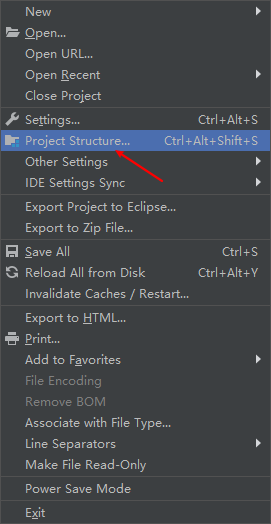 New
Open...
Open URL...
Open Recent
Close Project
Settings... Ctrl+Alt+S
Project Structure... Ctrl+Alt+Shift+S
Other Settings
IDE Settings Sync
Export Project to Eclipse...
Export to Zip File...
Save All Ctrl+S
Reload All from Disk Ctrl+Alt+Y
Invalidate Caches / Restart...
Export to HTML...
Print...
Add to Favorites
File Encoding
Remove BOM
Associate with File Type...
Line Separators
Make File Read-Only
Power Save Mode
Exit